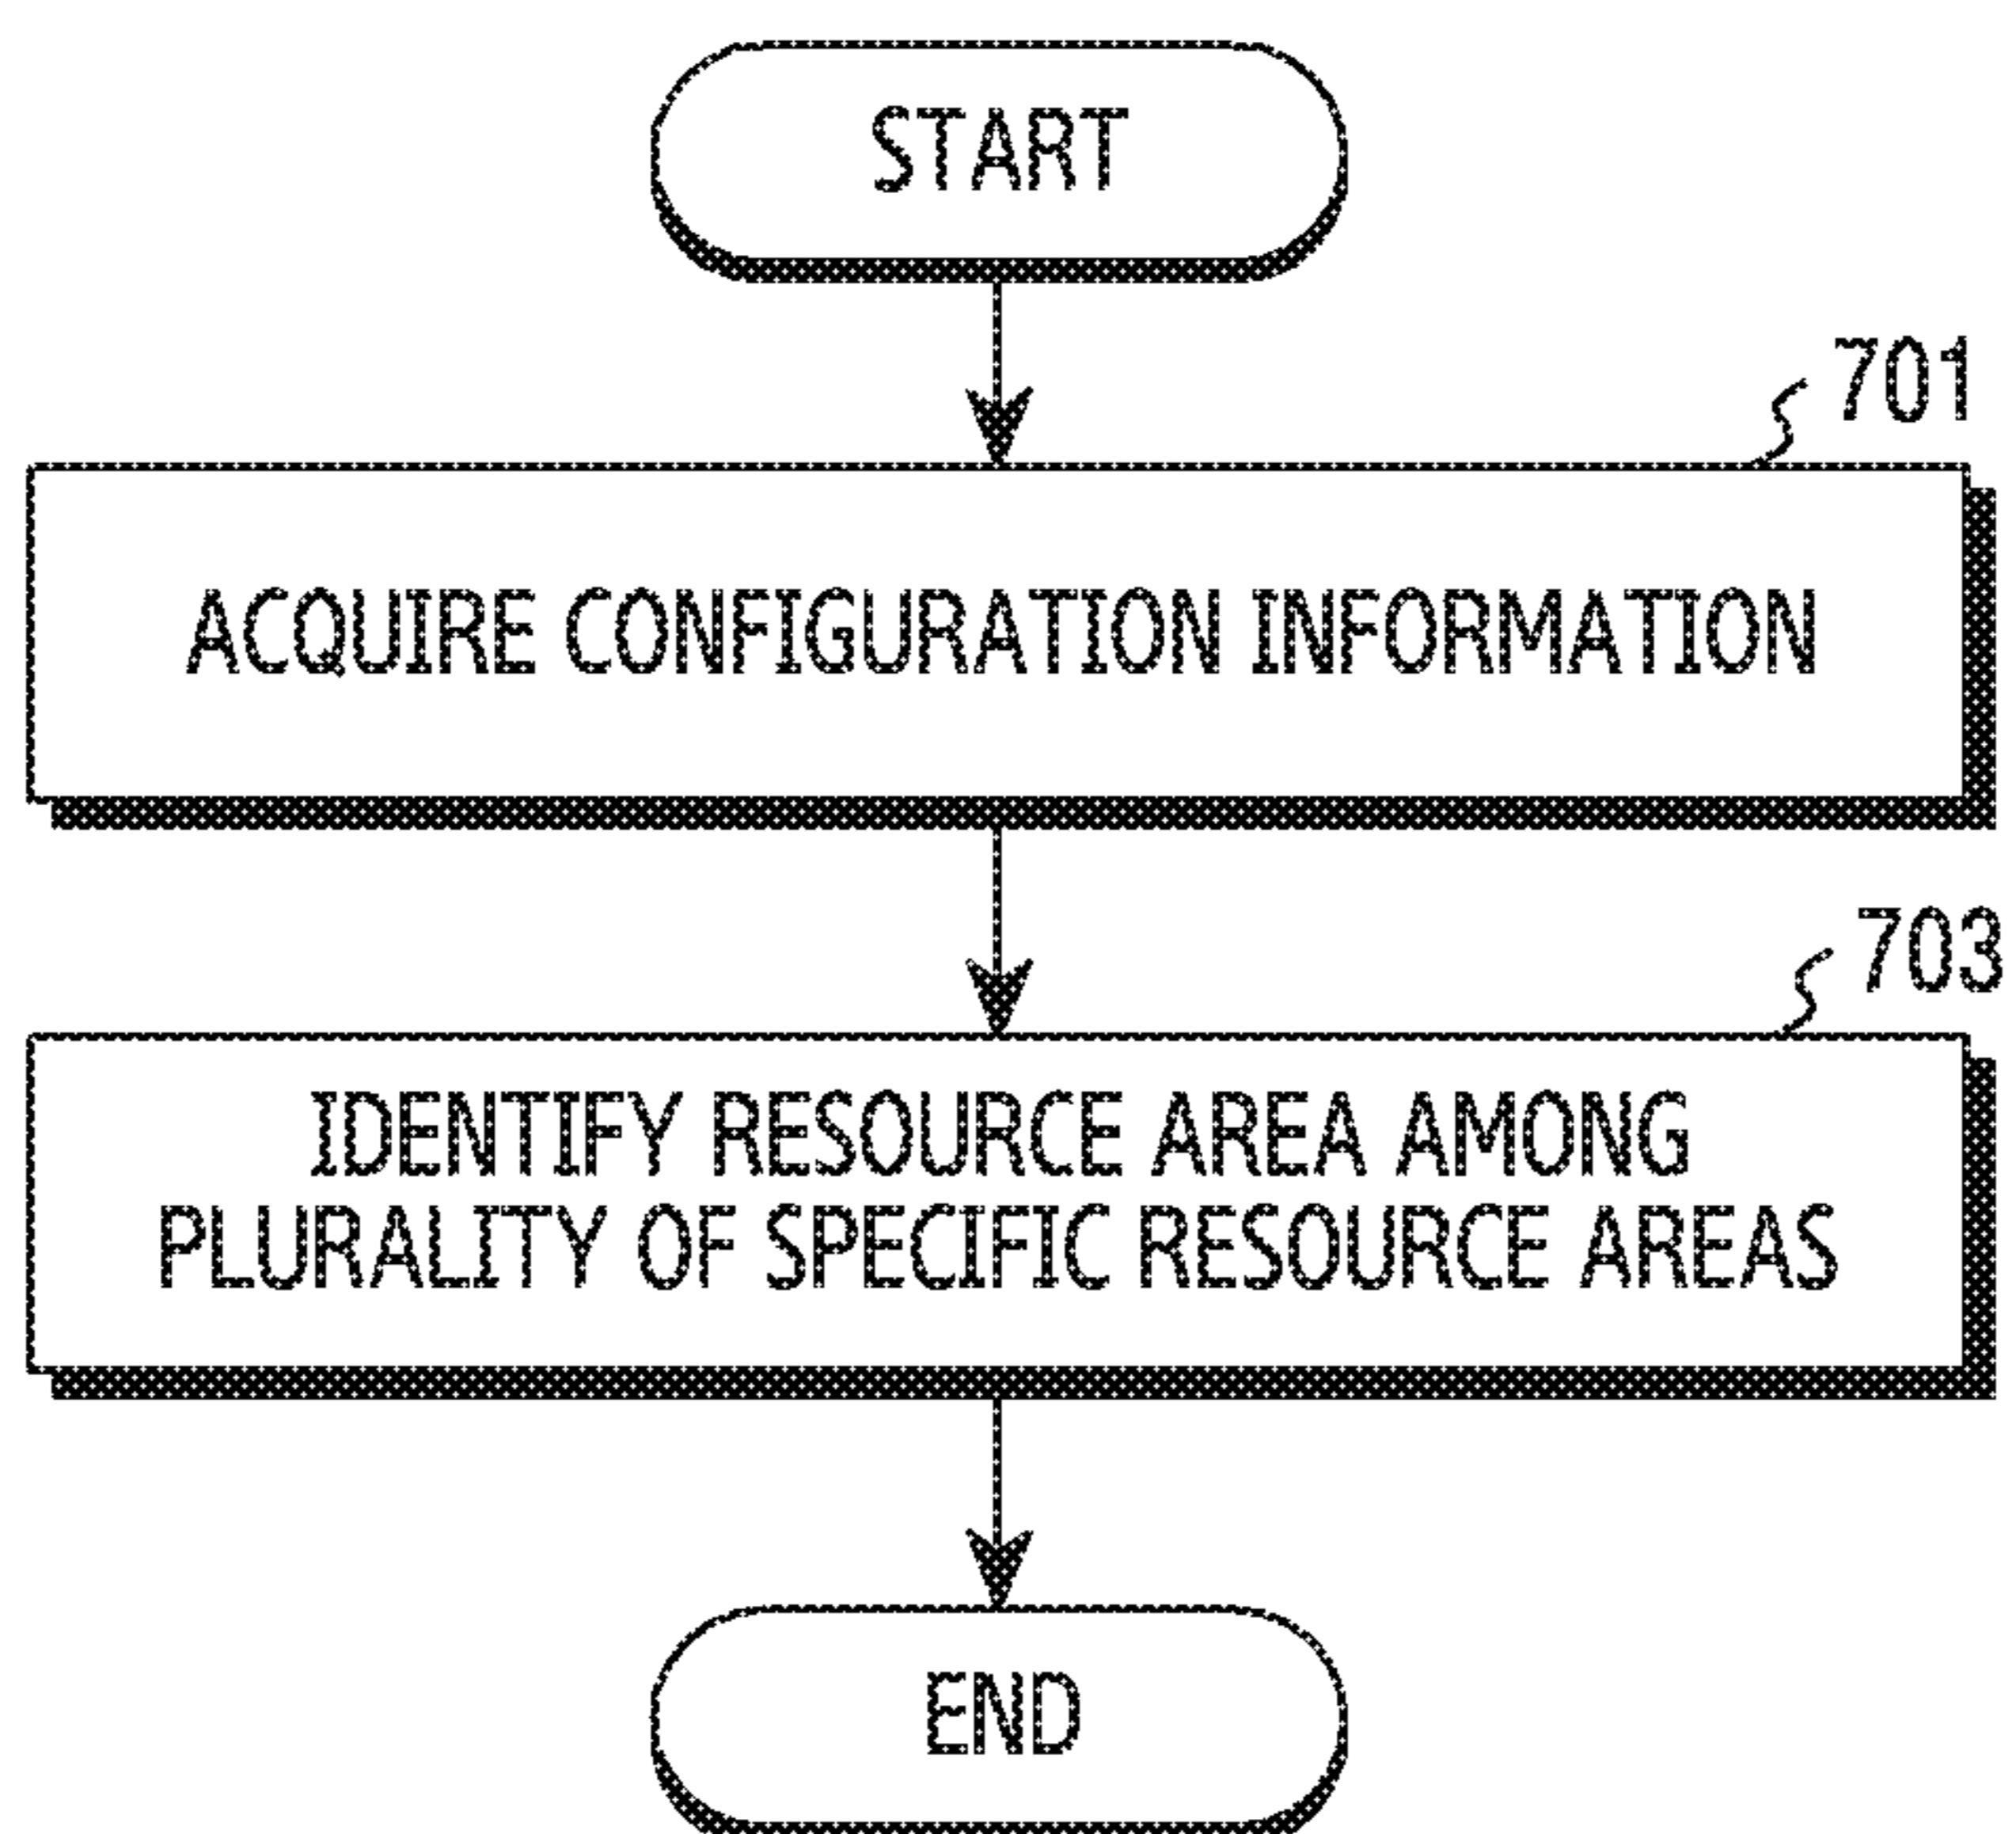 START
701
ACQUIRE CONFIGURATION INFORMATION
703
IDENTIFY RESOURCE AREA AMONG
PLURALITY OF SPECIFIC RESOURCE AREAS
END